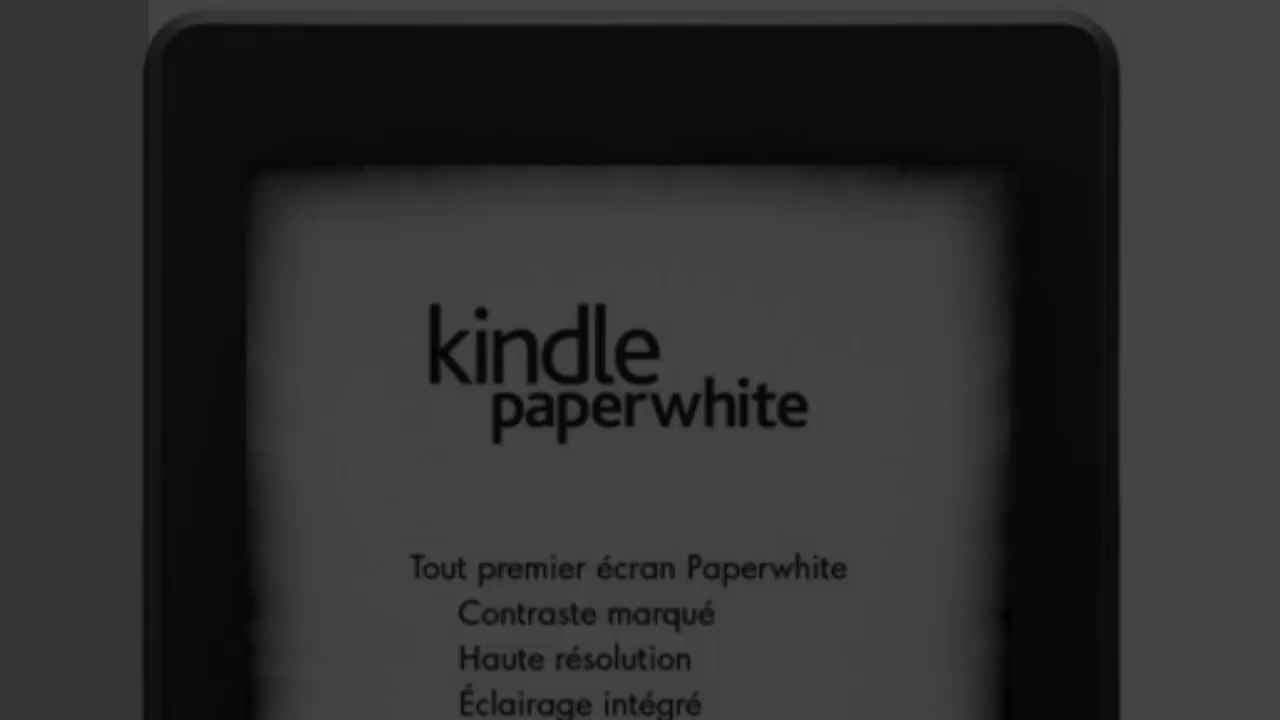 kindle
paperwhite
Tout premier écran Paperwhite
Contraste marqué
Haute résolution
Éclairage intégré